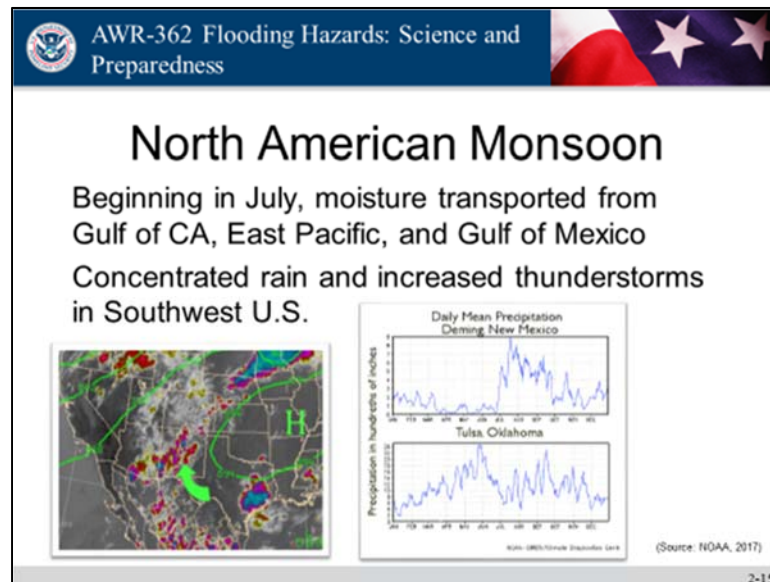 AWR-362 Flooding Hazards: Science and
Preparedness
North American Monsoon
Beginning in July, moisture transported from
Gulf of CA, East Pacific, and Gulf of Mexico
Concentrated rain and increased thunderstorms
in Southwest U.S.
Daily Mean Precipitation
Deming New Mexico
Precipitation in hundreths of inches
Tulsa, Oklahoma
H
(Source: NOAA, 2017)